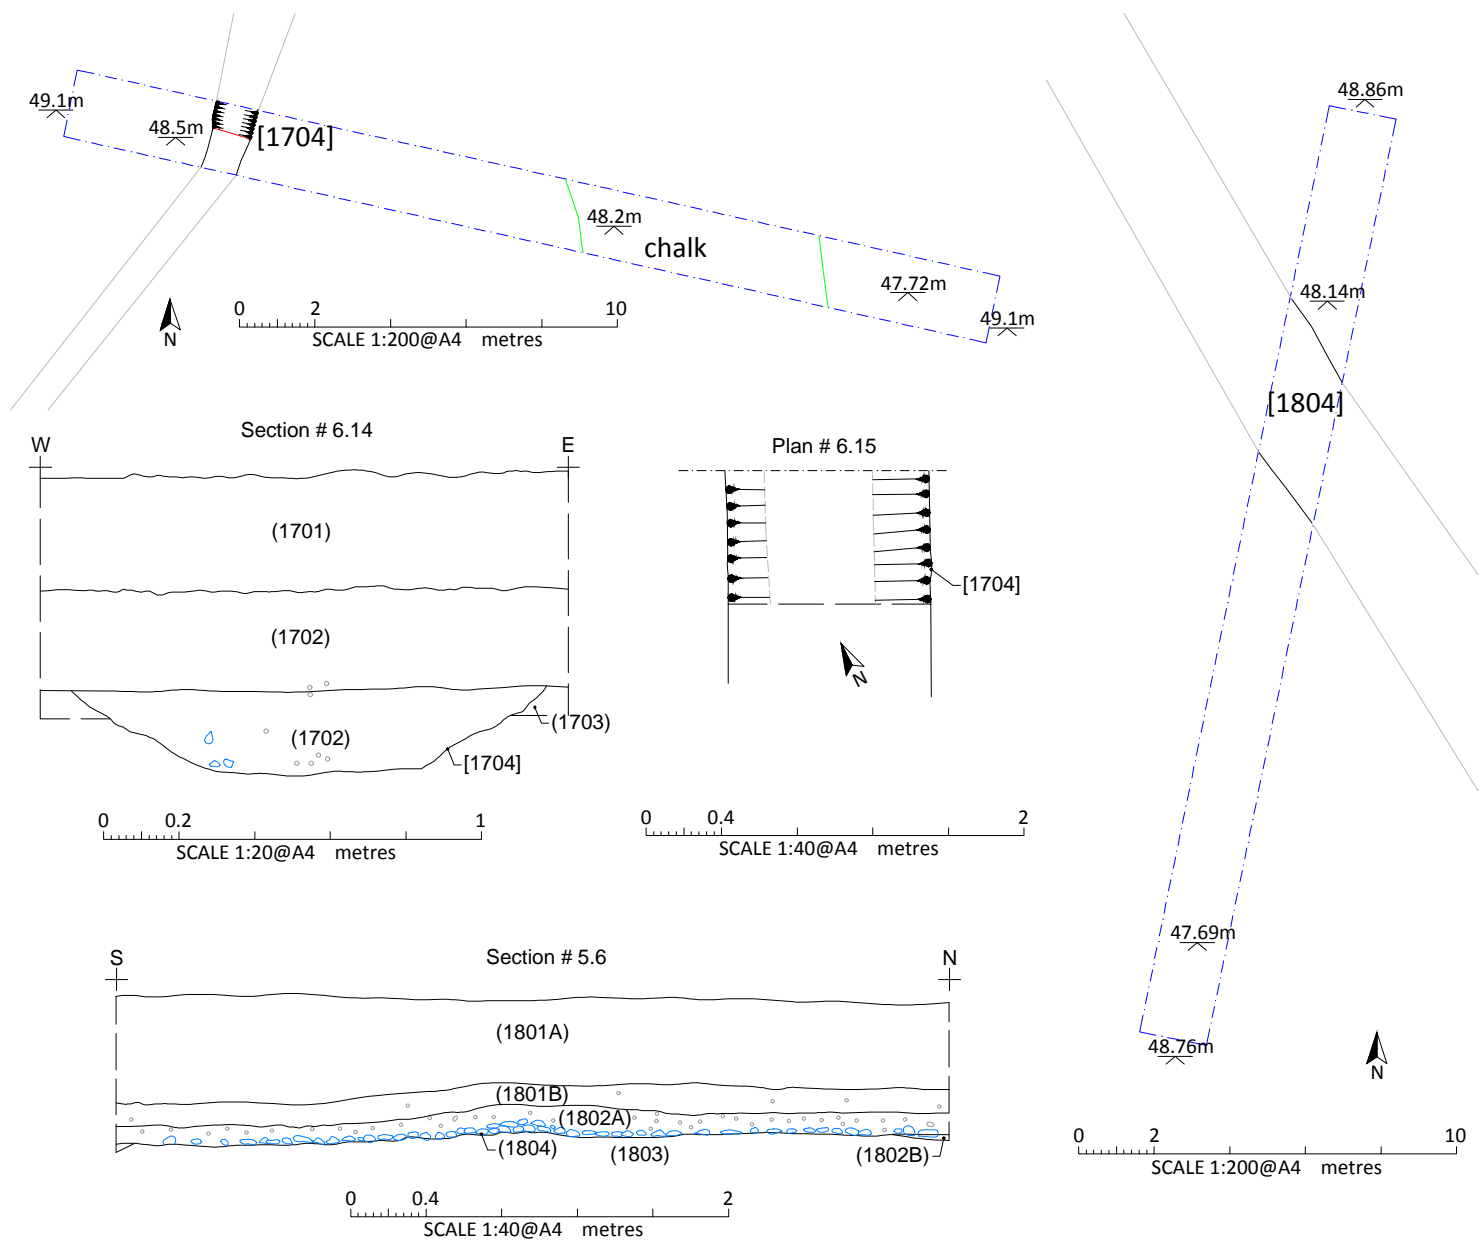 49.1m
48.5m
[1704]
48.2m
chalk
47.72m
49.1m
N
0 2 10
SCALE 1:200@A4 metres
48.86m
48.14m
[1804]
47.69m
48.76m
N
0 2 10
SCALE 1:200@A4 metres
Section # 6.14
W E
(1701)
(1702)
(1702)
(1703)
[1704]
0 0.2 1
SCALE 1:20@A4 metres
Plan # 6.15
[1704]
N
0 0.4 2
SCALE 1:40@A4 metres
Section # 5.6
S N
(1801A)
(1801B)
(1802A)
(1804)
(1803)
(1802B)
0 0.4 2
SCALE 1:40@A4 metres